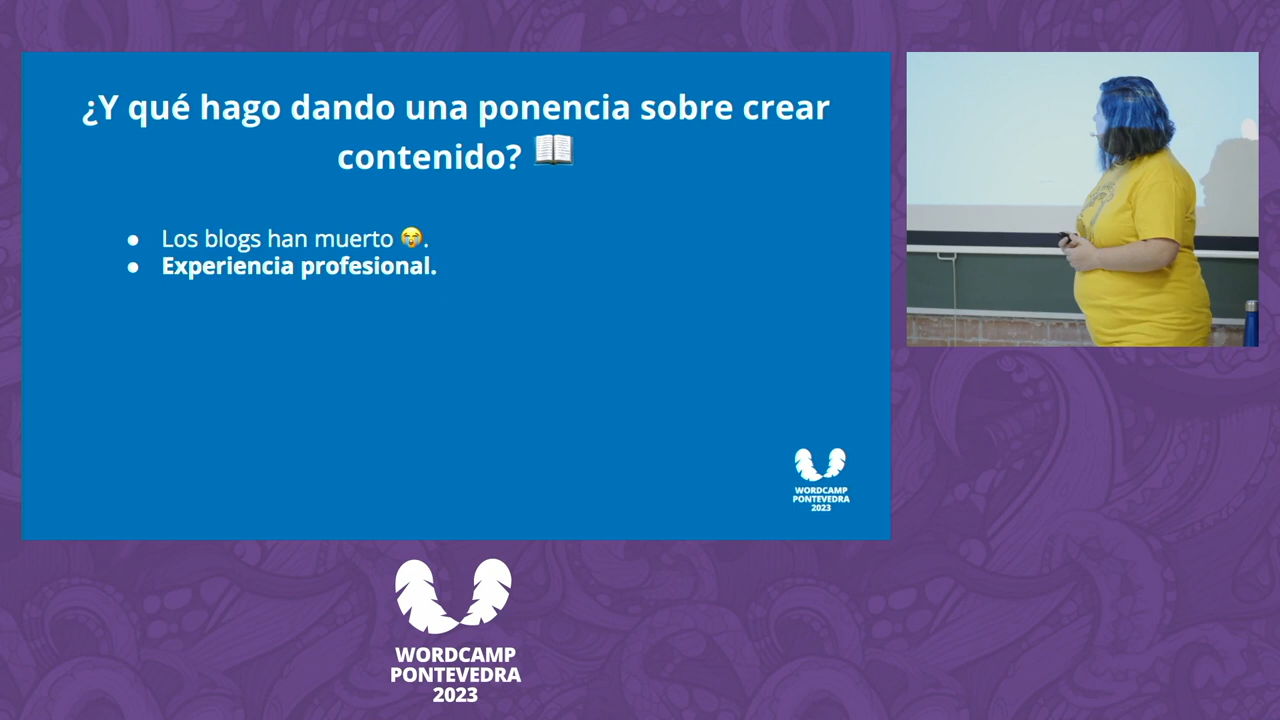 ¿Y qué hago dando una ponencia sobre crear
contenido? 📖
● Los blogs han muerto 😭.
● Experiencia profesional.
WORDCAMP
PONTEVEDRA
2023
WORDCAMP
PONTEVEDRA
2023